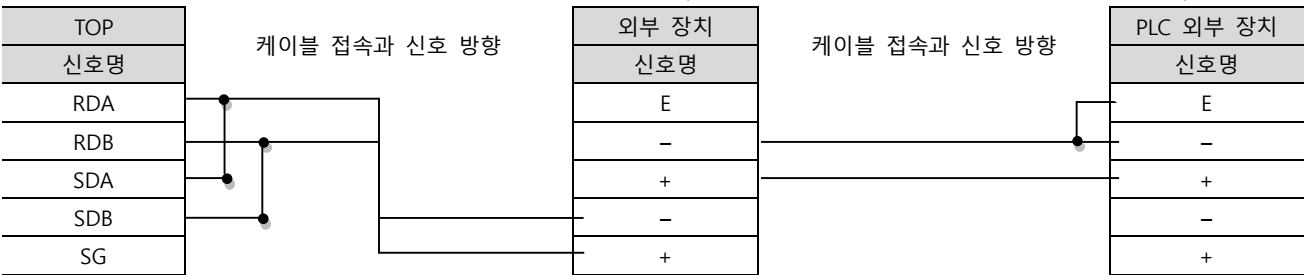 TOP 케이블 접속과 신호 방향 외부 장치 케이블 접속과 신호 방향 PLC 외부 장치
신호명 신호명 신호명
RDA E E
RDB – –
SDA + +
SDB – –
SG + +